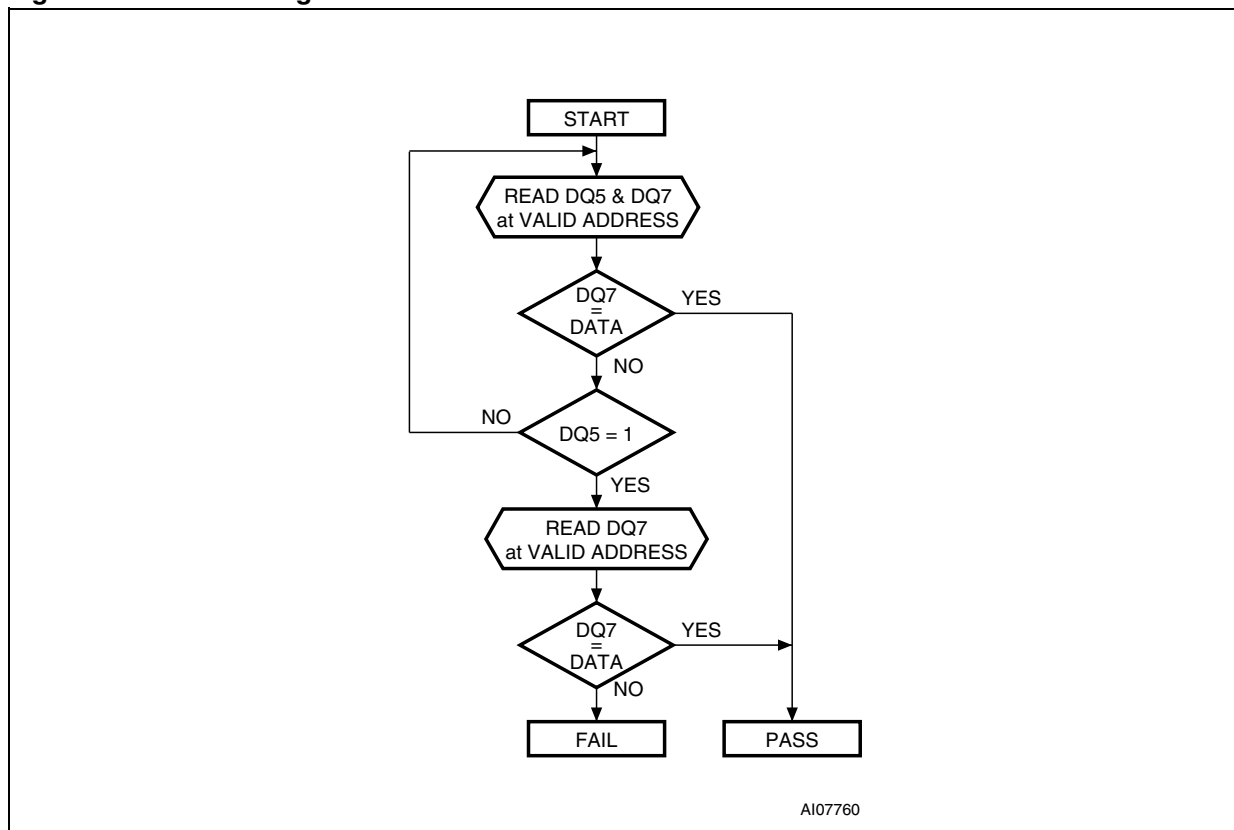 START
READ DQ5 & DQ7
at VALID ADDRESS
DQ7
=
DATA
YES
NO
DQ5 = 1
NO
YES
READ DQ7
at VALID ADDRESS
DQ7
=
DATA
YES
NO
FAIL
PASS
AI07760